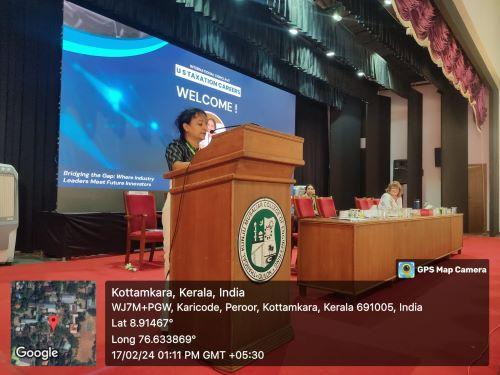 INTERNATIONAL CONCLAVE
U S TAXATION CAREERS
WELCOME !
Bridging the Gap: Where Industry
Leaders Meet Future Innovators
GPS Map Camera
Kottamkara, Kerala, India
WJ7M+PGW, Karicode, Peroor, Kottamkara, Kerala 691005, India
Lat 8.91467°
Long 76.633869°
17/02/24 01:11 PM GMT +05:30
Google